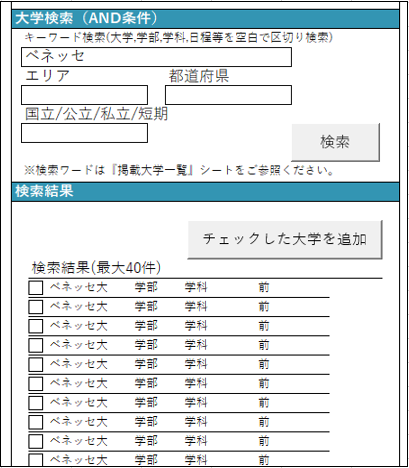 大学検索（AND条件）
キーワード検索(大学,学部,学科,日程等を空白で区切り検索)
ベネッセ
エリア 都道府県
国立/公立/私立/短期
検索
※検索ワードは『掲載大学一覧』シートをご参照ください。
検索結果
チェックした大学を追加
検索結果(最大40件)
ベネッセ大 学部 学科 前
ベネッセ大 学部 学科 前
ベネッセ大 学部 学科 前
ベネッセ大 学部 学科 前
ベネッセ大 学部 学科 前
ベネッセ大 学部 学科 前
ベネッセ大 学部 学科 前
ベネッセ大 学部 学科 前
ベネッセ大 学部 学科 前
ベネッセ大 学部 学科 前